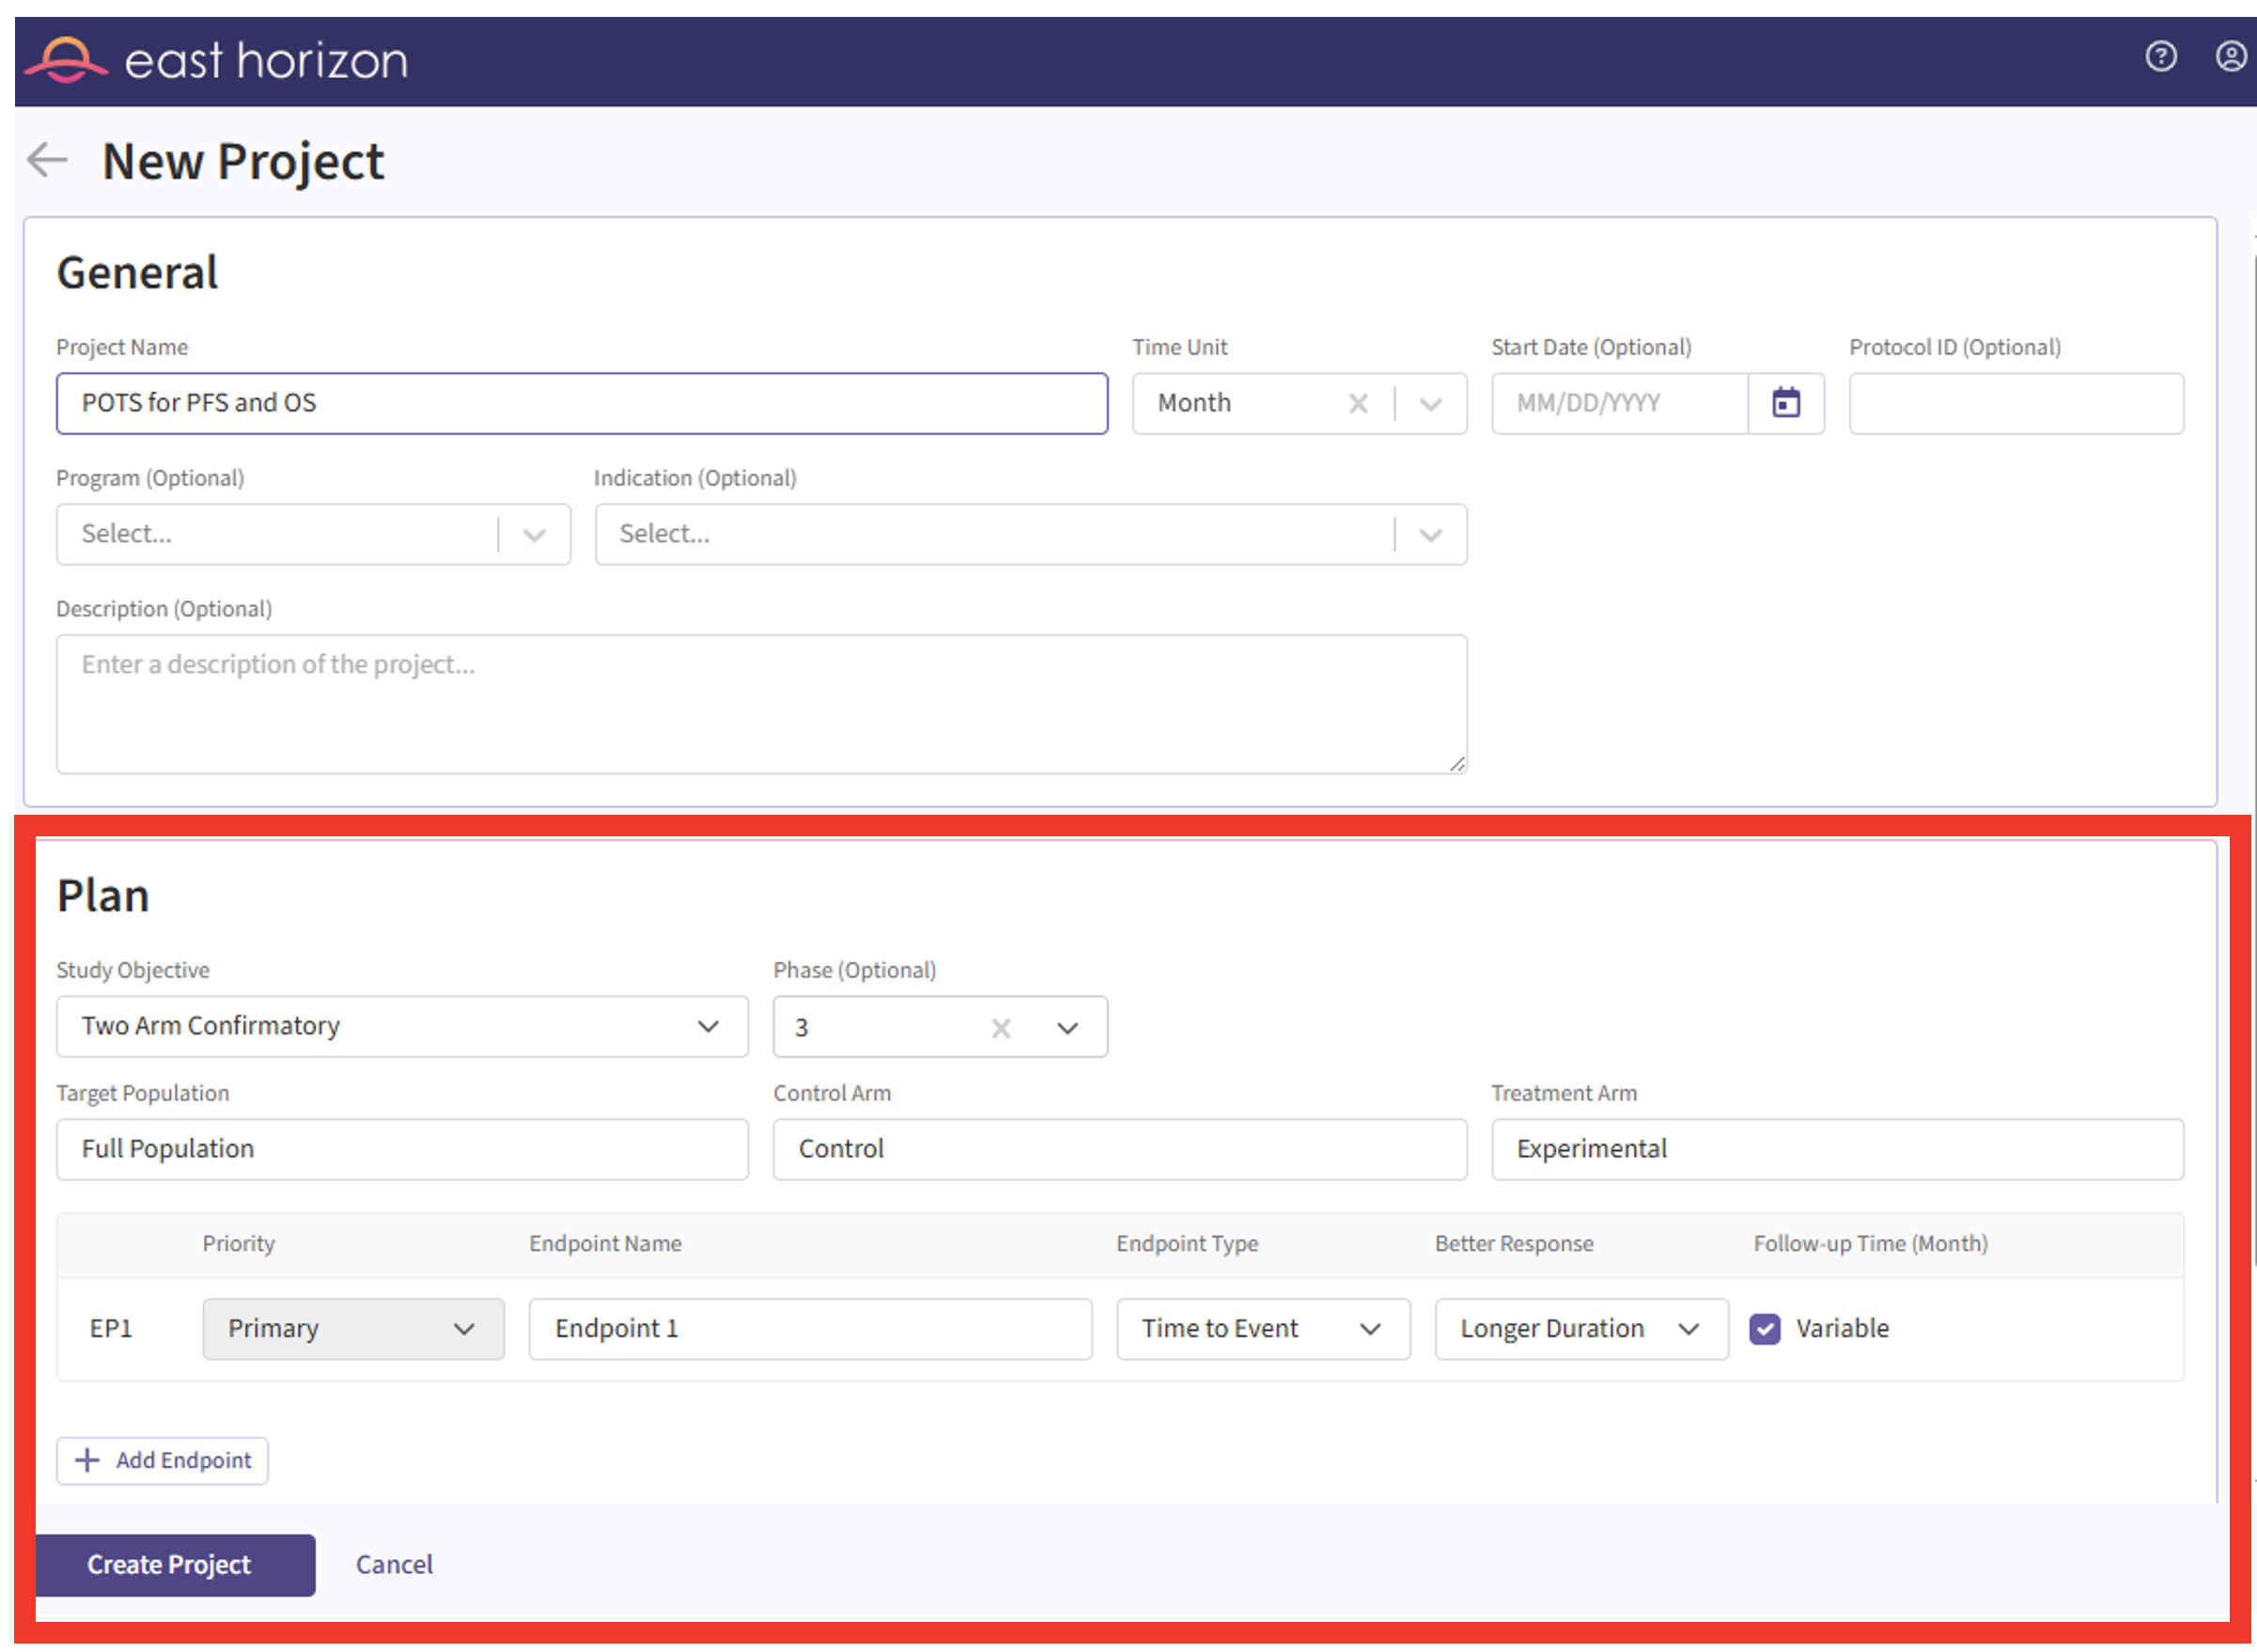 east horizon
New Project
General
Project Name
Time Unit
Start Date (Optional)
Protocol ID (Optional)
POTS for PFS and OS
Month
MM/DD/YYYY
Program (Optional)
Indication (Optional)
Select...
Select...
Description (Optional)
Enter a description of the project...
Plan
Study Objective
Phase (Optional)
Two Arm Confirmatory
3
Target Population
Control Arm
Treatment Arm
Full Population
Control
Experimental
Priority
Endpoint Name
Endpoint Type
Better Response
Follow-up Time (Month)
EP1
Primary
Endpoint 1
Time to Event
Longer Duration
Variable
Add Endpoint
Create Project
Cancel